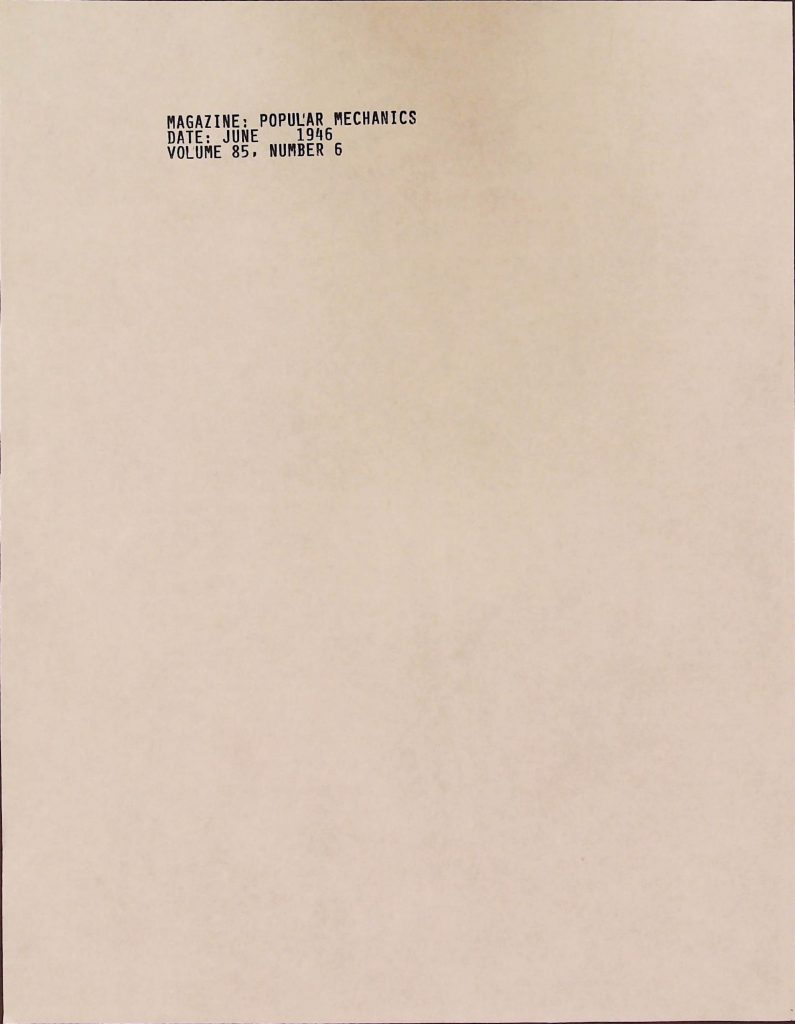 MAGAZINE: POPULAR MECHANICS
DATE: JUNE    1946
VOLUME 85, NUMBER 6